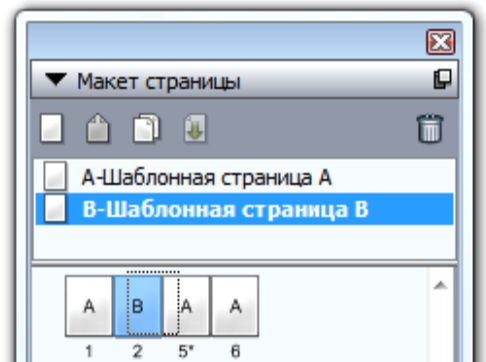 Макет страницы
А-Шаблонная страница А
В-Шаблонная страница В
A B A A
1 2 5* 6